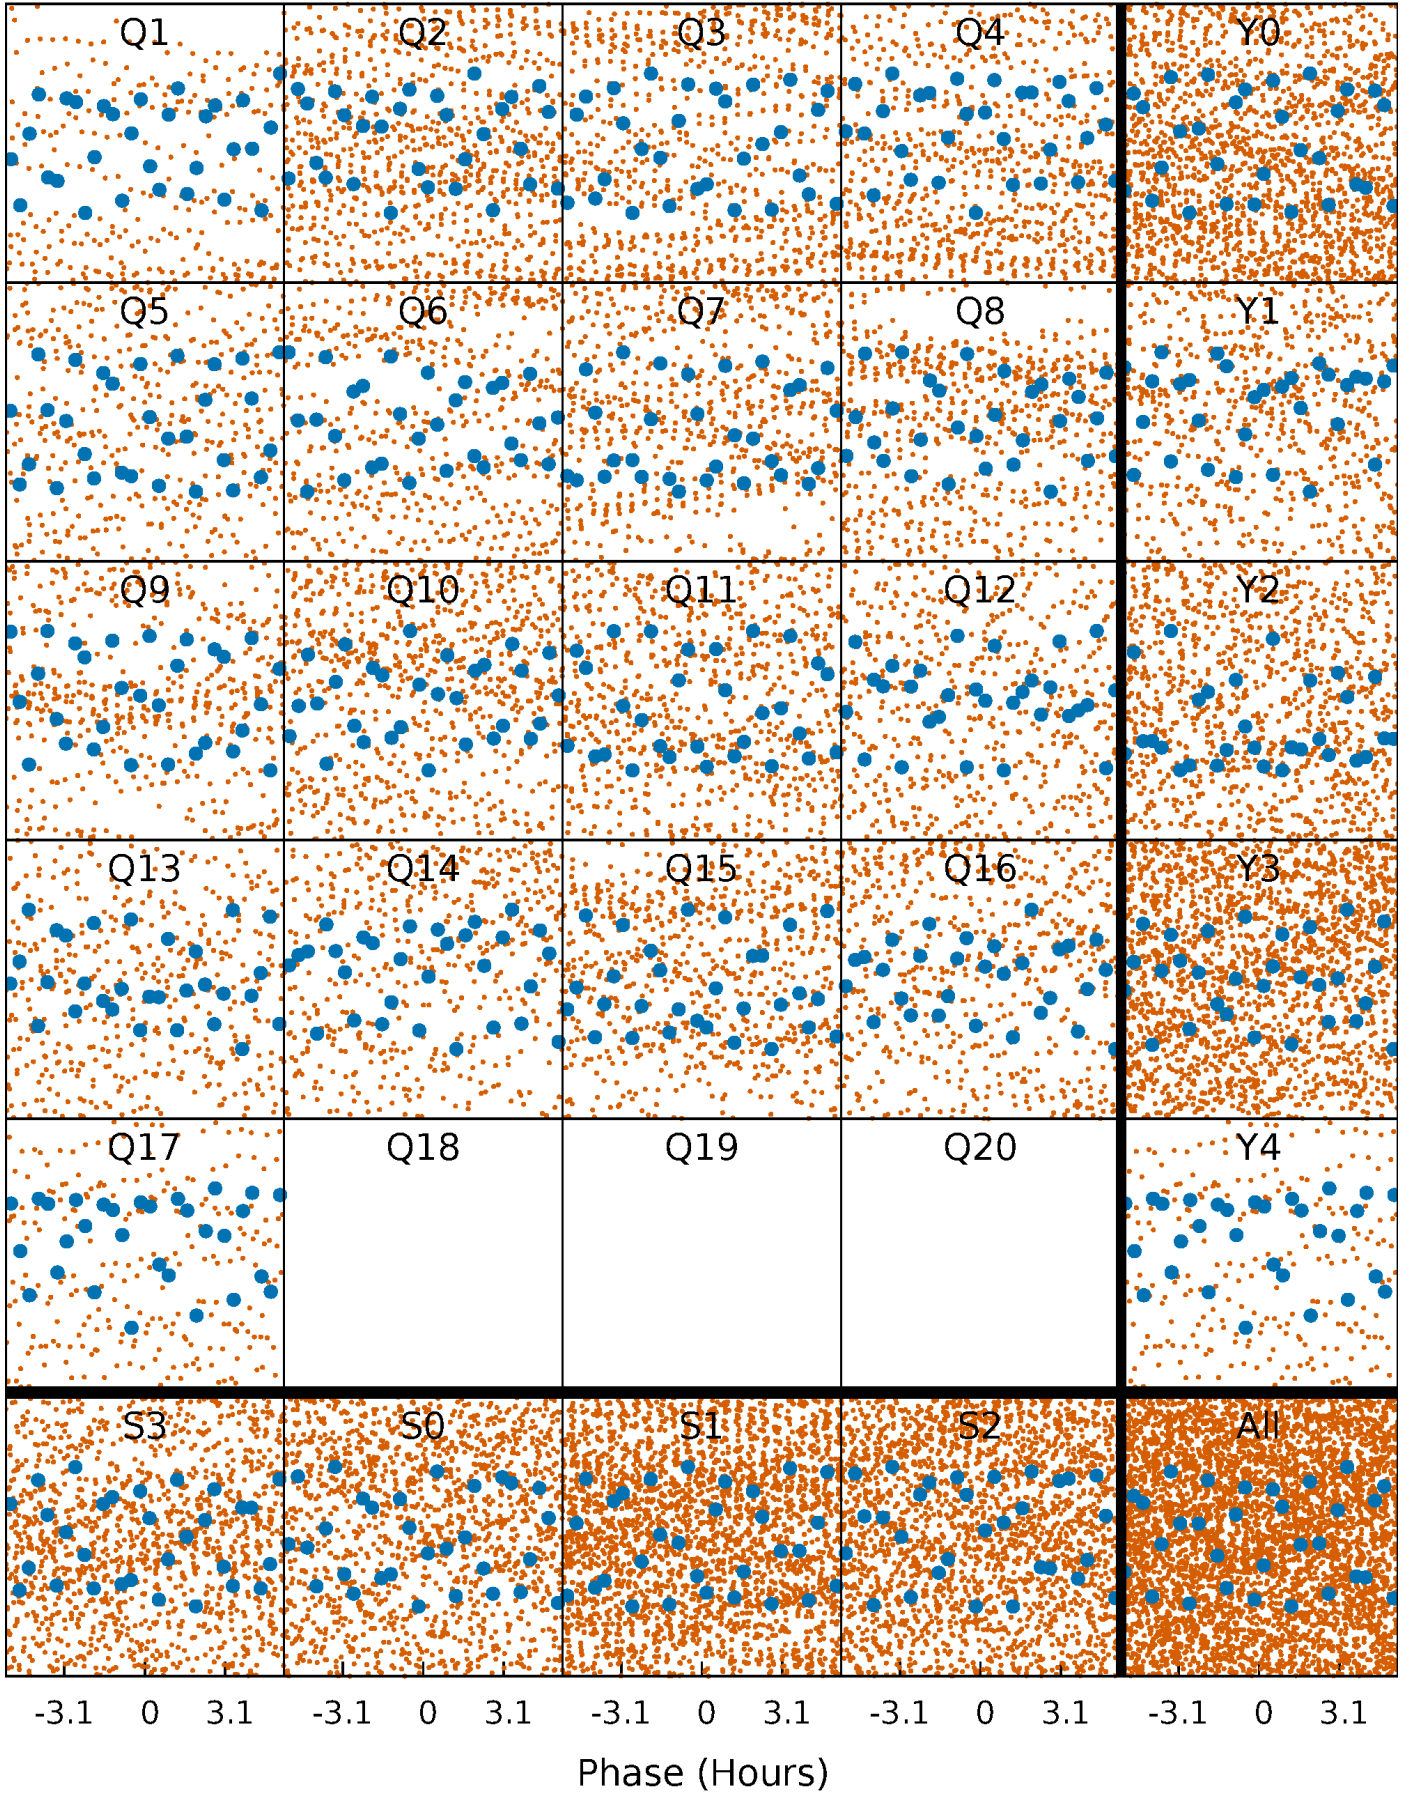 Q1 Q2 Q3 Q4 Y0
Q5 Q6 Q7 Q8 Y1
Q9 Q10 Q11 Q12 Y2
Q13 Q14 Q15 Q16 Y3
Q17 Q18 Q19 Q20 Y4
S3 S0 S1 S2 All
-3.1 0 3.1 -3.1 0 3.1 -3.1 0 3.1 -3.1 0 3.1 -3.1 0 3.1
Phase (Hours)